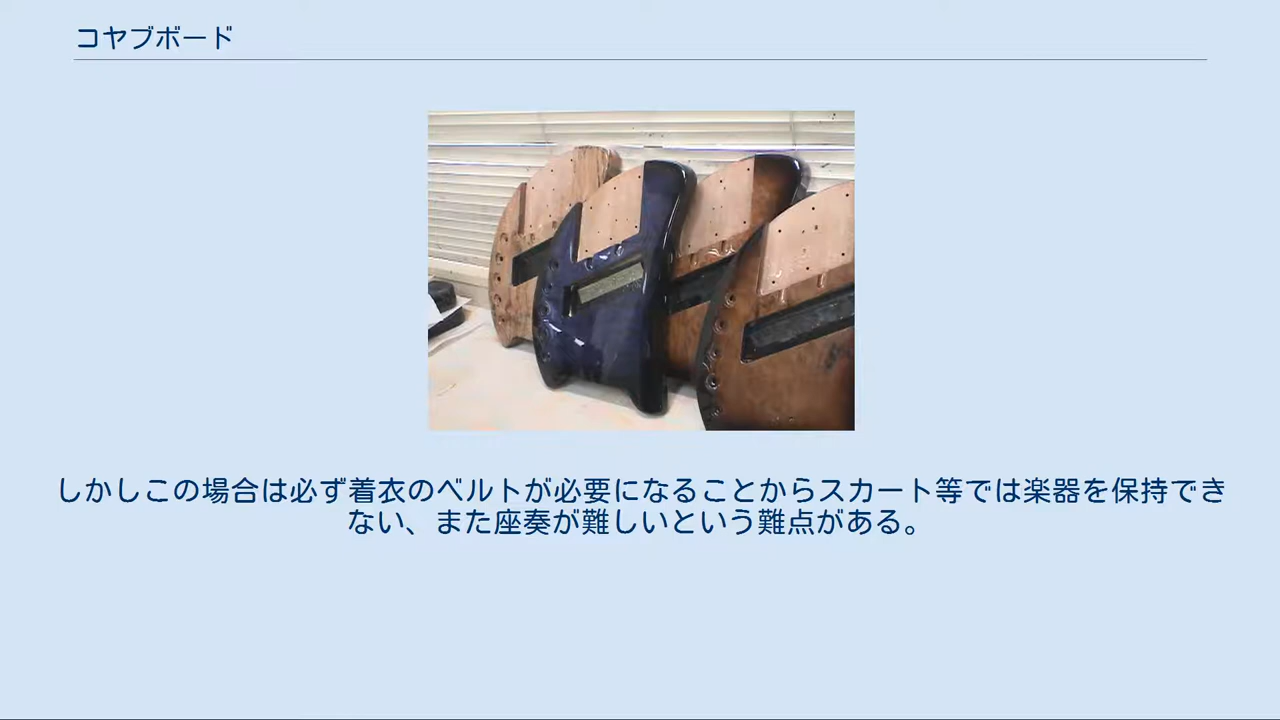 コヤブボード
しかしこの場合は必ず着衣のベルトが必要になることからスカート等では楽器を保持でき
ない、また座奏が難しいという難点がある。